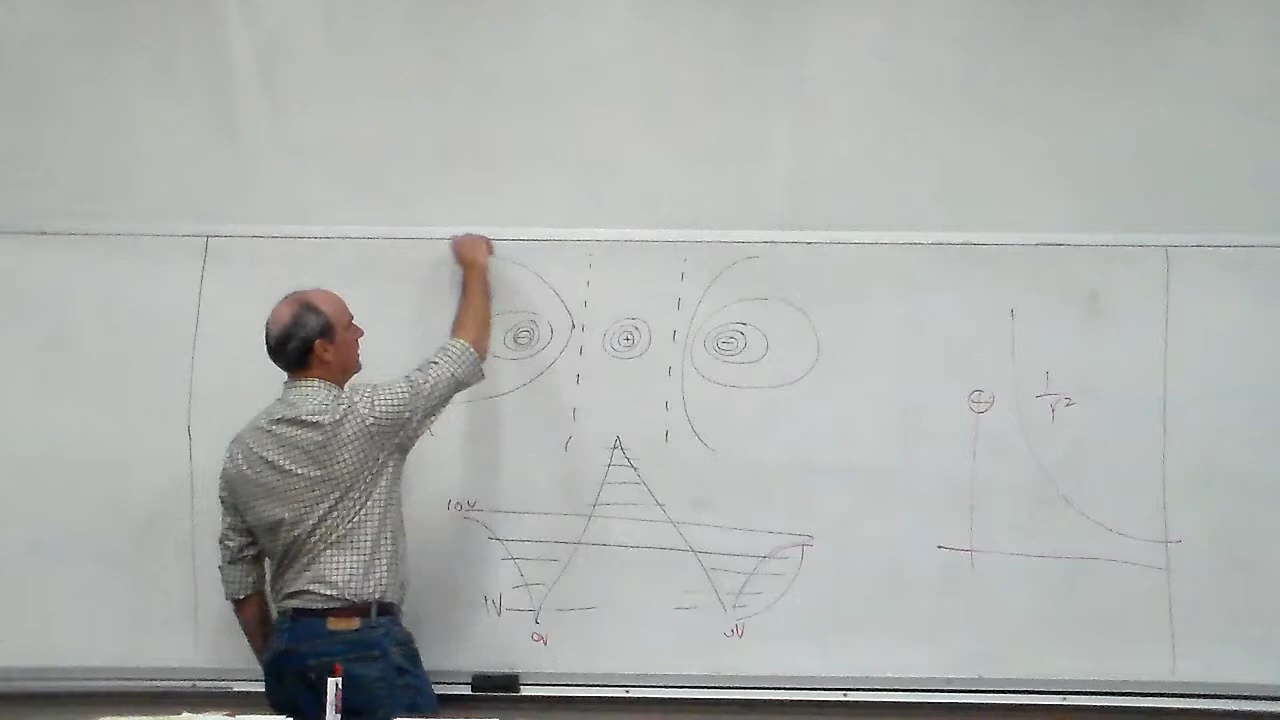 ⊖ ⊕ ⊖
⊕ 1/r²
10V
1V
0V 0V